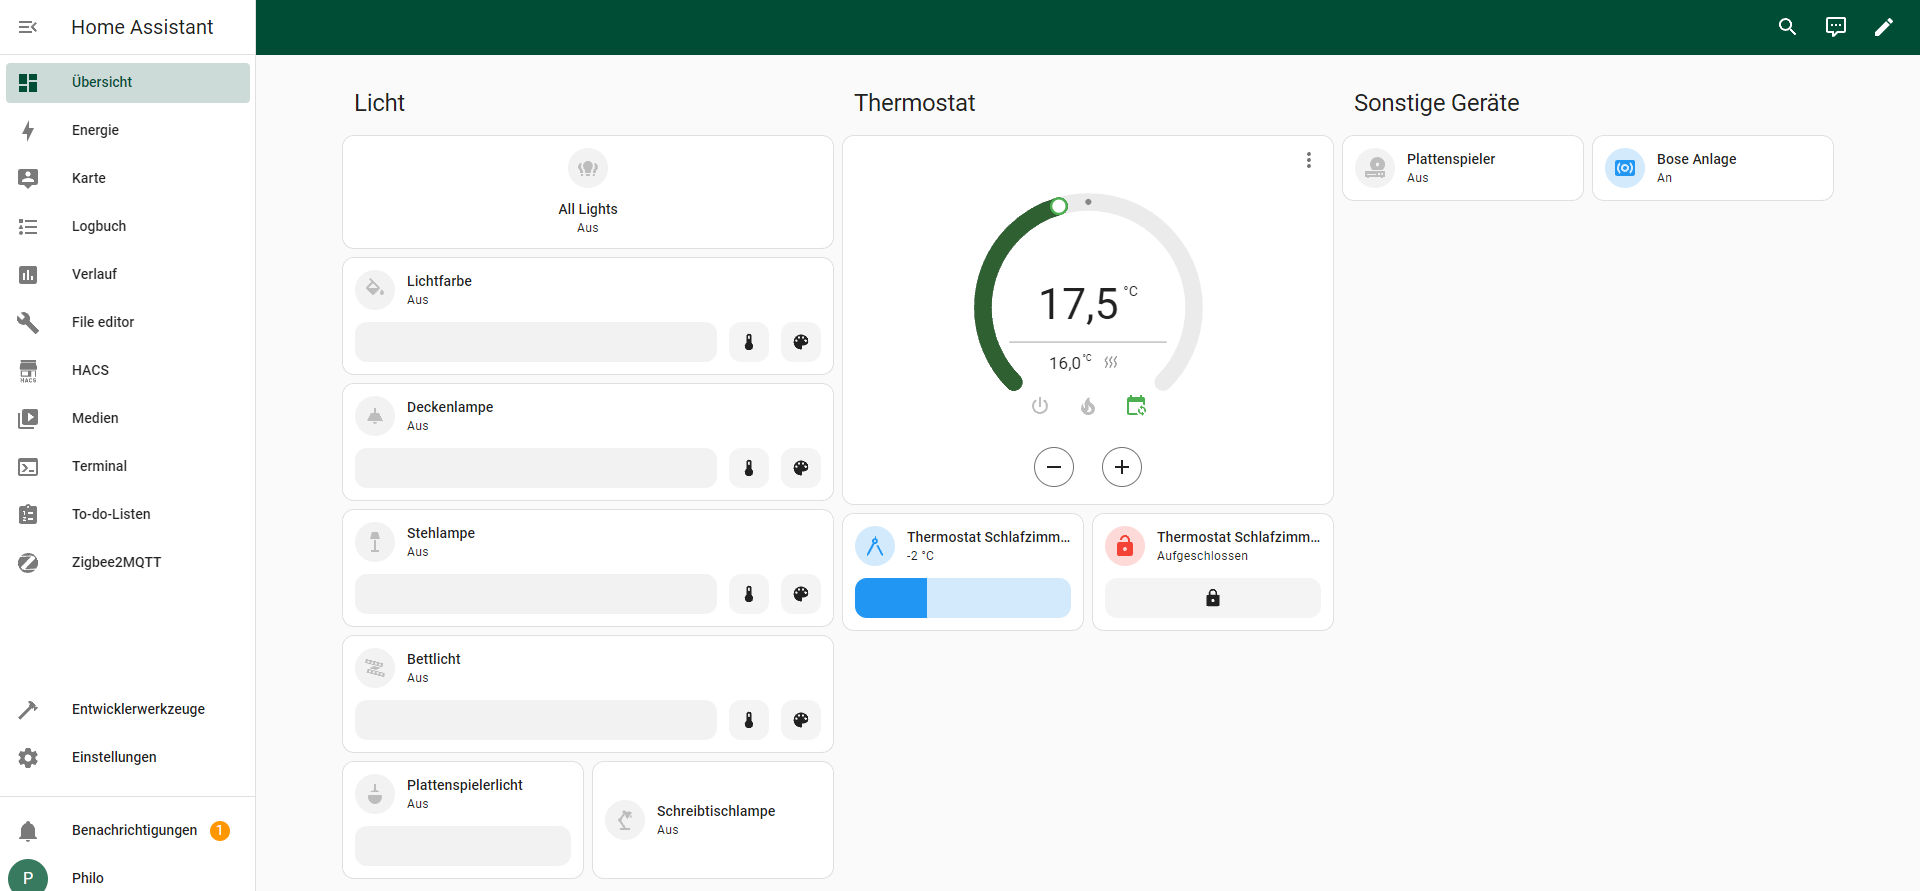 Home Assistant
Übersicht
Energie
Karte
Logbuch
Verlauf
File editor
HACS
HACS
Medien
Terminal
To-do-Listen
Zigbee2MQTT
Entwicklerwerkzeuge
Einstellungen
Benachrichtigungen 1
P Philo
Licht
All Lights
Aus
Lichtfarbe
Aus
Deckenlampe
Aus
Stehlampe
Aus
Bettlicht
Aus
Plattenspielerlicht
Aus
Schreibtischlampe
Aus
Thermostat
17,5 °C
16,0 °C
Thermostat Schlafzimm…
-2 °C
Thermostat Schlafzimm…
Aufgeschlossen
Sonstige Geräte
Plattenspieler
Aus
Bose Anlage
An